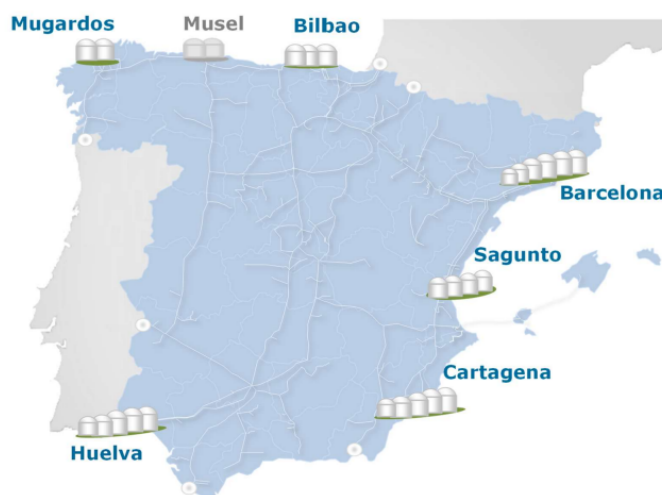 Mugardos
Musel
Bilbao
Barcelona
Sagunto
Cartagena
Huelva